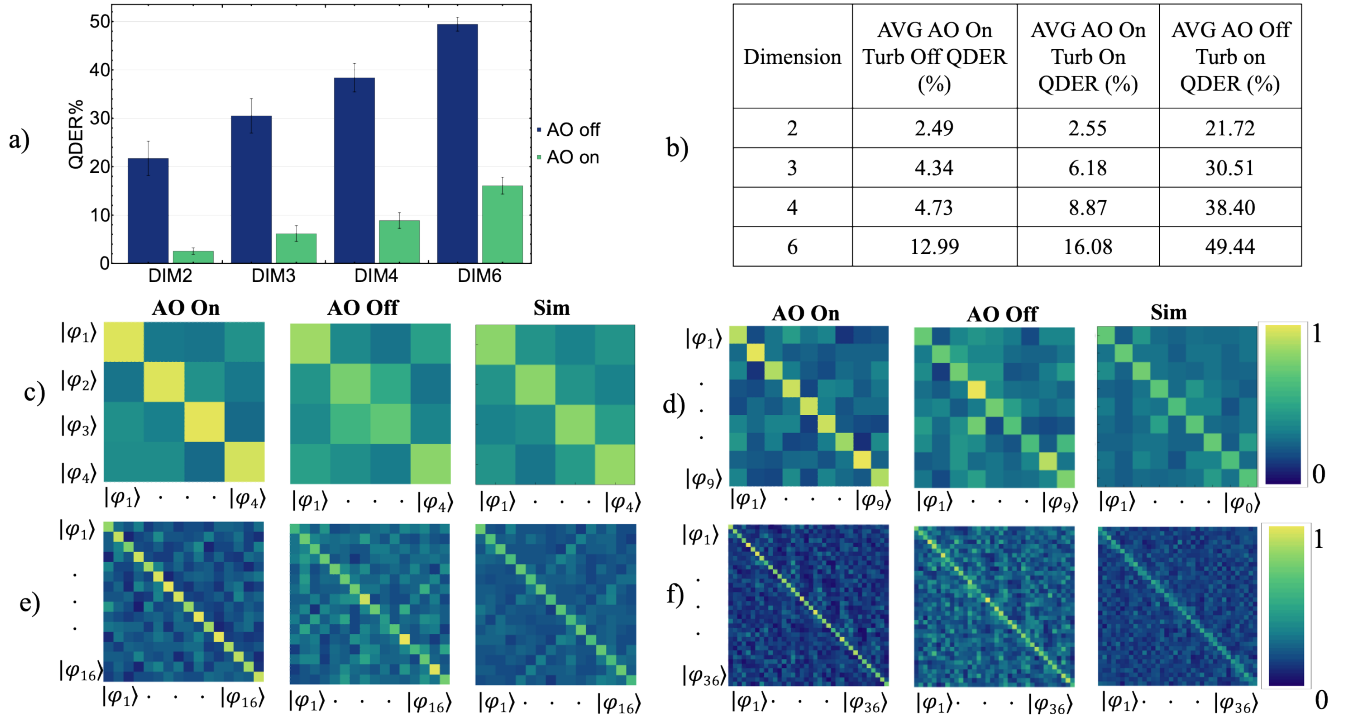 a)
QDER%
50
40
30
20
10
0
DIM2 DIM3 DIM4 DIM6
AO off
AO on
b)
Dimension
AVG AO On
Turb Off QDER
(%)
AVG AO On
Turb On
QDER (%)
AVG AO Off
Turb on
QDER (%)
2 2.49 2.55 21.72
3 4.34 6.18 30.51
4 4.73 8.87 38.40
6 12.99 16.08 49.44
c)
AO On AO Off Sim
|φ₁⟩
|φ₂⟩
|φ₃⟩
|φ₄⟩
|φ₁⟩ · · · |φ₄⟩ |φ₁⟩ · · · |φ₄⟩ |φ₁⟩ · · · |φ₄⟩
d)
AO On AO Off Sim
|φ₁⟩
·
·
·
|φ₉⟩
|φ₁⟩ · · · |φ₉⟩ |φ₁⟩ · · · |φ₉⟩ |φ₁⟩ · · · |φ₀⟩
1
0
e)
|φ₁⟩
·
·
·
|φ₁₆⟩
|φ₁⟩ · · · |φ₁₆⟩ |φ₁⟩ · · · |φ₁₆⟩ |φ₁⟩ · · · |φ₁₆⟩
f)
|φ₁⟩
·
·
·
|φ₃₆⟩
|φ₁⟩ · · · |φ₃₆⟩ |φ₁⟩ · · · |φ₃₆⟩ |φ₁⟩ · · · |φ₃₆⟩
1
0